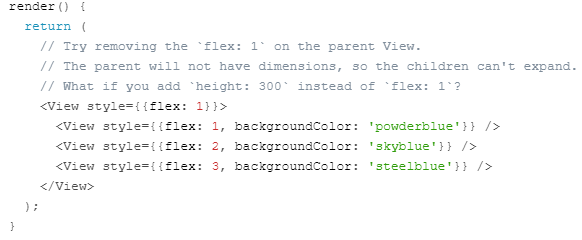 render() {
  return (
    // Try removing the `flex: 1` on the parent View.
    // The parent will not have dimensions, so the children can't expand.
    // What if you add `height: 300` instead of `flex: 1`?
    <View style={{flex: 1}}>
      <View style={{flex: 1, backgroundColor: 'powderblue'}} />
      <View style={{flex: 2, backgroundColor: 'skyblue'}} />
      <View style={{flex: 3, backgroundColor: 'steelblue'}} />
    </View>
  );
}